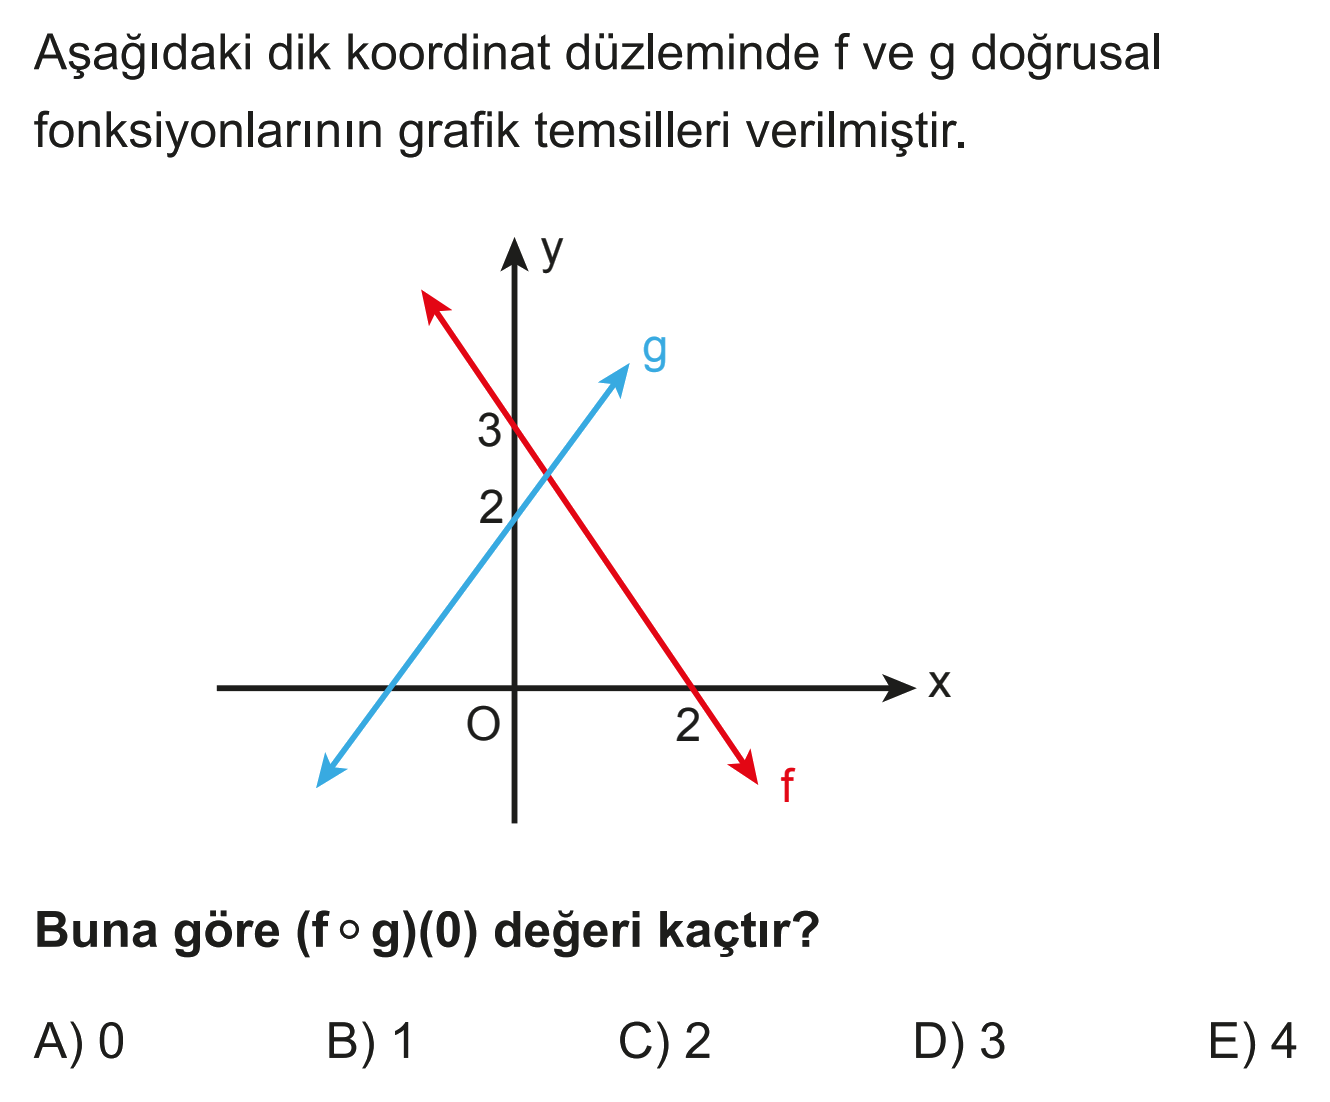 Aşağıdaki dik koordinat düzleminde f ve g doğrusal
fonksiyonlarının grafik temsilleri verilmiştir.
y
g
3
2
x
O
2
f
Buna göre (f∘g)(0) değeri kaçtır?
A) 0 B) 1 C) 2 D) 3 E) 4